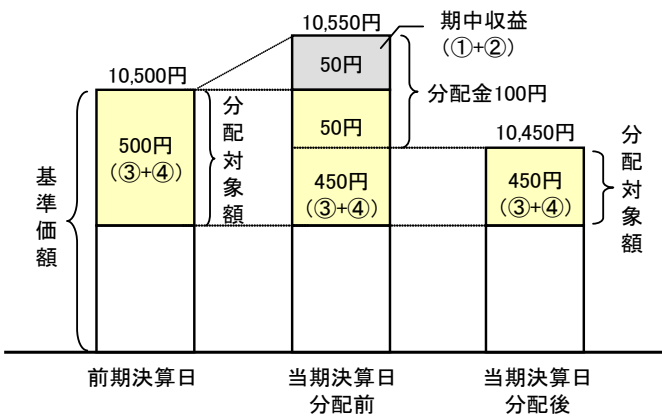 10,550円
期中収益
(①+②)
10,500円
50円
分配金100円
分配対象額
500円
(③+④)
50円
10,450円
分配対象額
基準価額
450円
(③+④)
450円
(③+④)
前期決算日
当期決算日
分配前
当期決算日
分配後